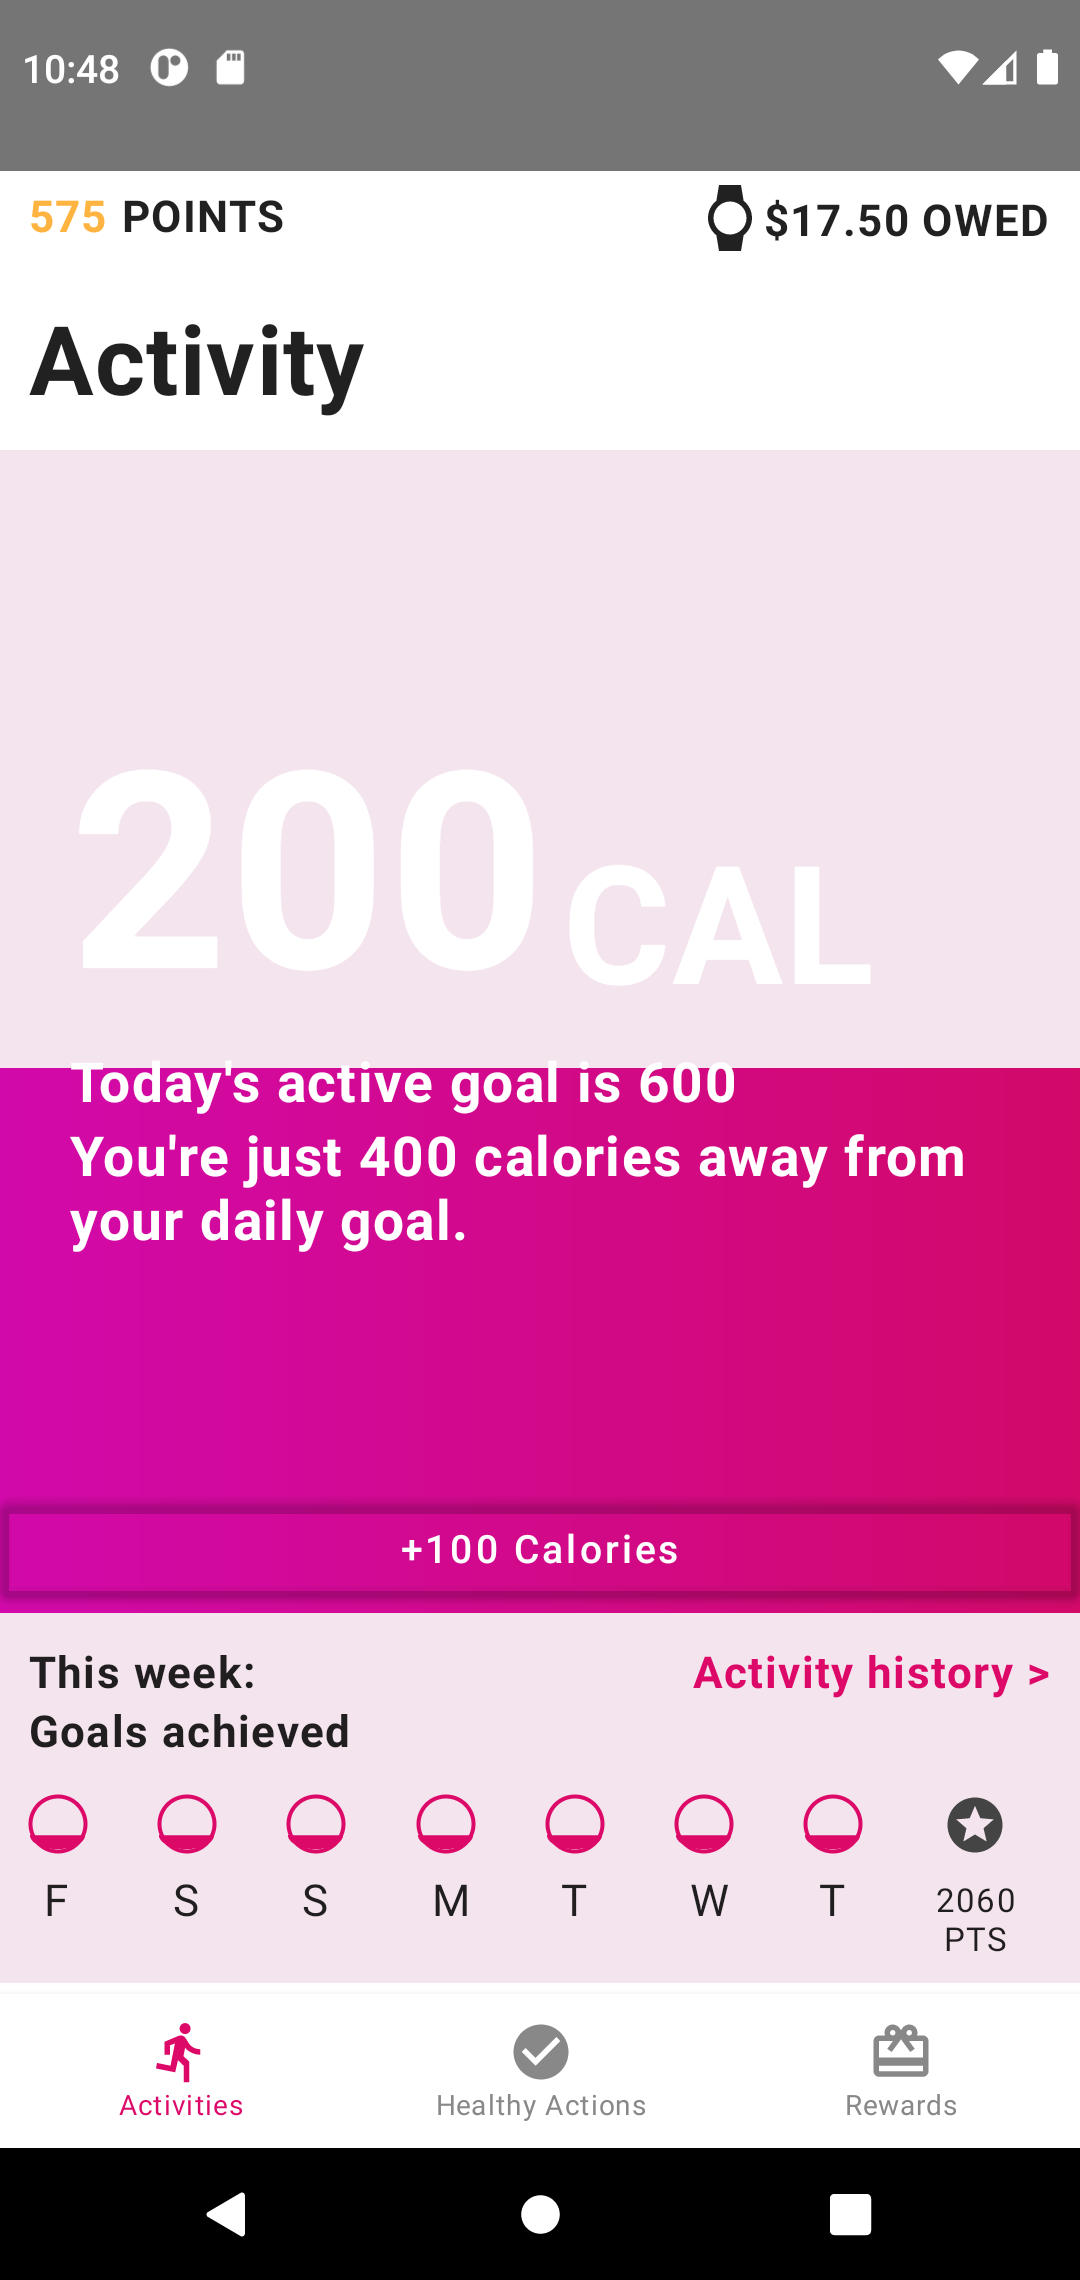 10:48
575 POINTS
$17.50 OWED
Activity
200 CAL
Today's active goal is 600
You're just 400 calories away from
your daily goal.
+100 Calories
This week:
Activity history >
Goals achieved
F S S M T W T 2060
PTS
Activities Healthy Actions Rewards